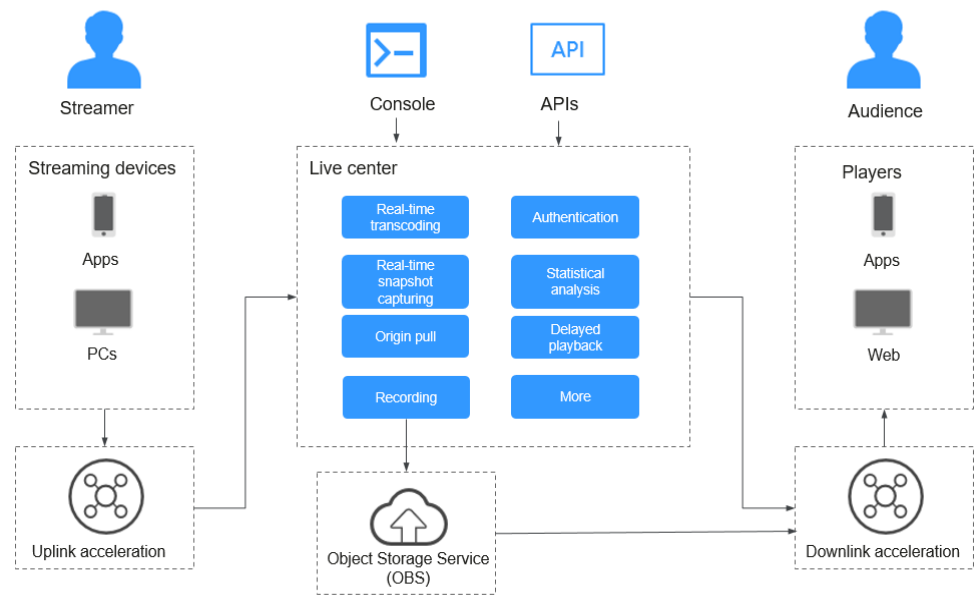 API
Streamer
Console
APIs
Audience
Streaming devices
Apps
PCs
Live center
Real-time
transcoding
Authentication
Real-time
snapshot
capturing
Statistical
analysis
Origin pull
Delayed
playback
Recording
More
Players
Apps
Web
Uplink acceleration
Object Storage Service
(OBS)
Downlink acceleration